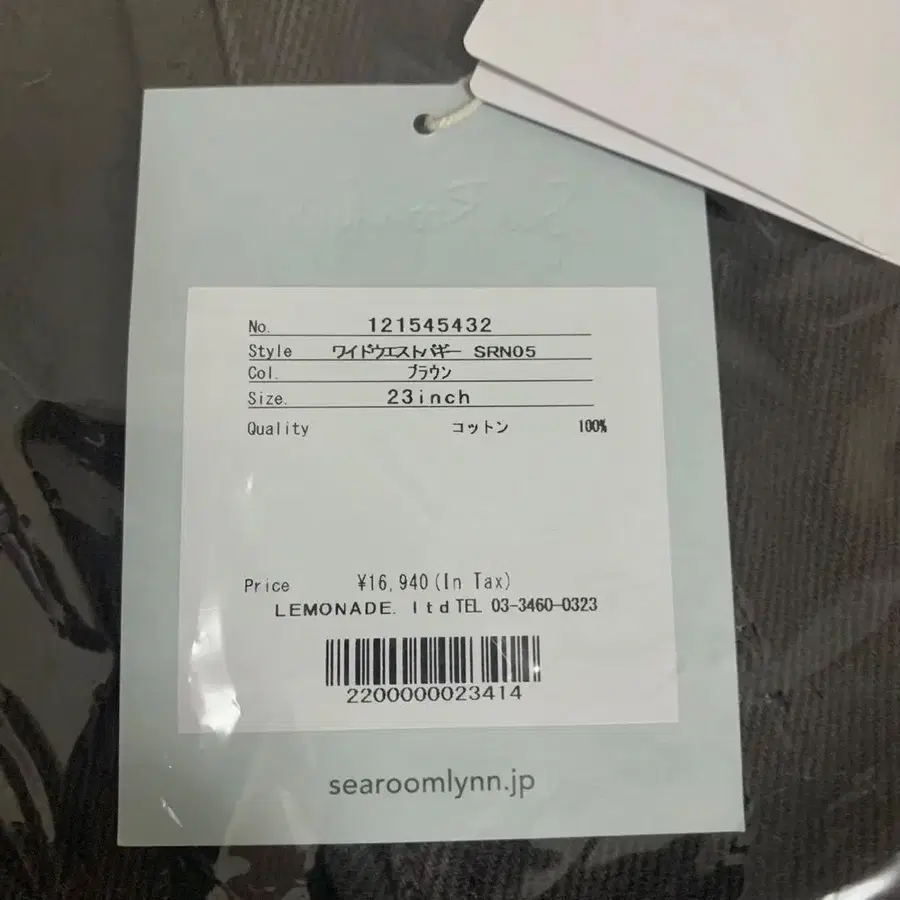 No. 121545432
Style ワイドウエストバギー SRN05
Col. ブラウン
Size. 23inch
Quality コットン 100%
Price ¥16,940(In Tax)
LEMONADE. ltd TEL 03-3460-0323
2200000023414
searoomlynn.jp